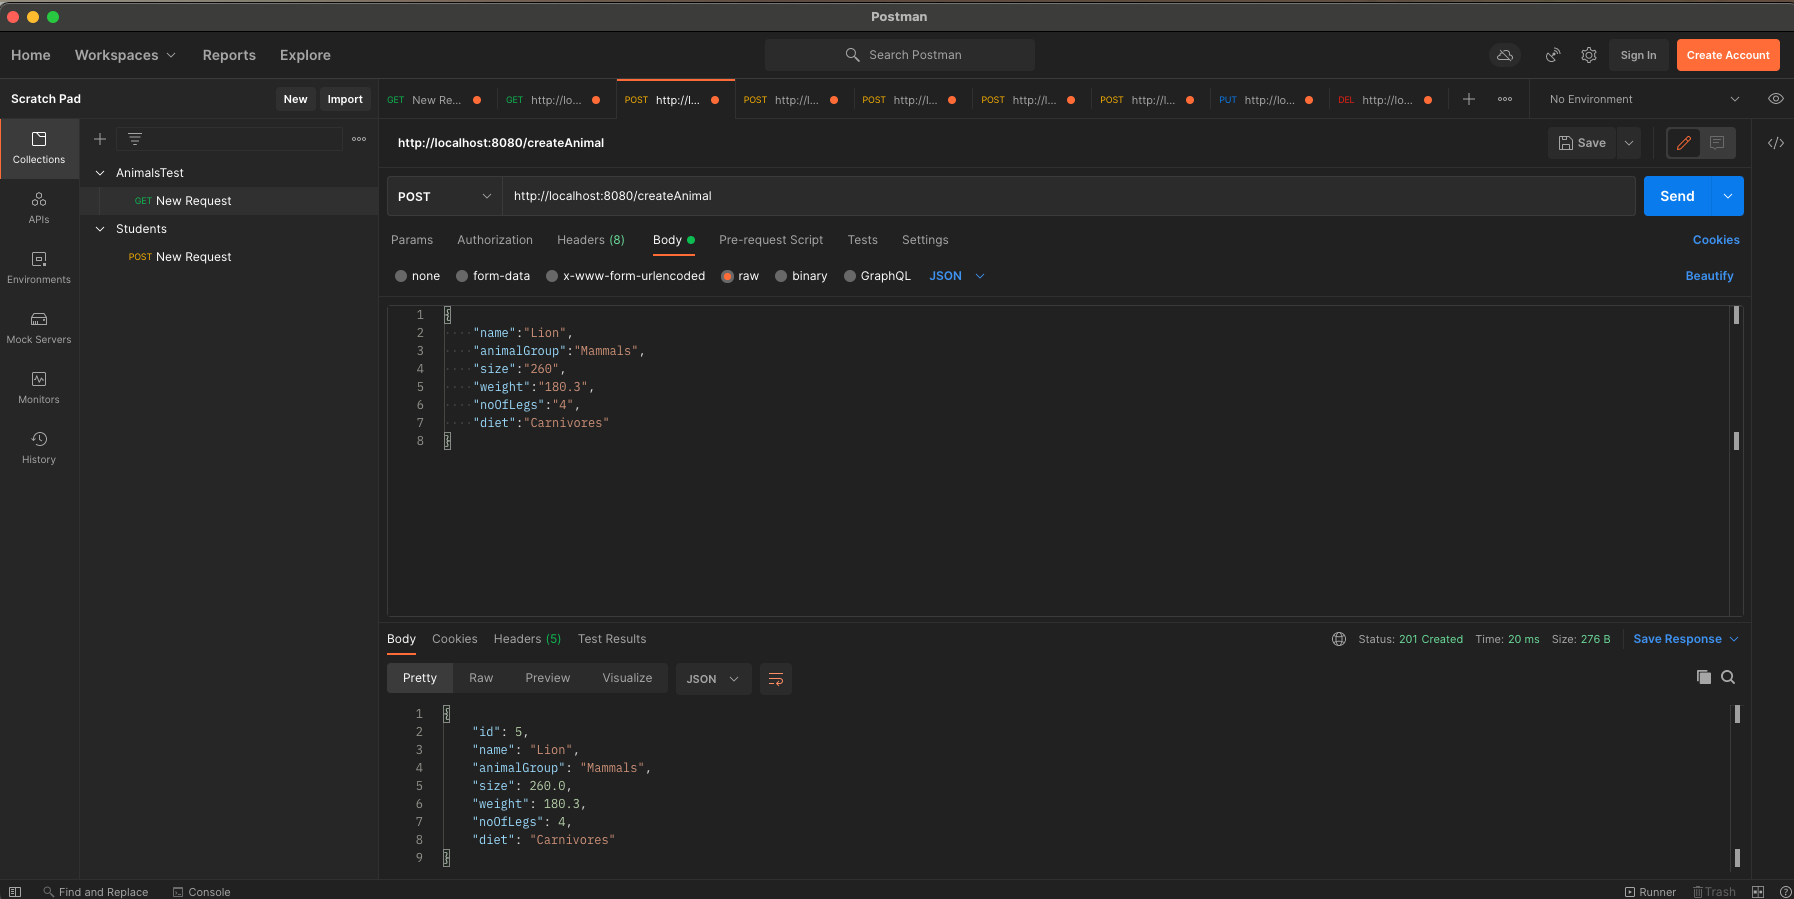 Postman
Home Workspaces Reports Explore Search Postman Sign In Create Account
Scratch Pad New Import GET New Re... GET http://lo... POST http://l... POST http://l... POST http://l... POST http://l... POST http://l... PUT http://lo... DEL http://lo... No Environment
Collections
APIs
Environments
Mock Servers
Monitors
History
AnimalsTest
GET New Request
Students
POST New Request
http://localhost:8080/createAnimal Save
POST http://localhost:8080/createAnimal Send
Params Authorization Headers (8) Body Pre-request Script Tests Settings Cookies
none form-data x-www-form-urlencoded raw binary GraphQL JSON Beautify
1 {
2 "name":"Lion",
3 "animalGroup":"Mammals",
4 "size":"260",
5 "weight":"180.3",
6 "noOfLegs":"4",
7 "diet":"Carnivores"
8 }
Body Cookies Headers (5) Test Results Status: 201 Created Time: 20 ms Size: 276 B Save Response
Pretty Raw Preview Visualize JSON
1 {
2 "id": 5,
3 "name": "Lion",
4 "animalGroup": "Mammals",
5 "size": 260.0,
6 "weight": 180.3,
7 "noOfLegs": 4,
8 "diet": "Carnivores"
9 }
Find and Replace Console Runner Trash